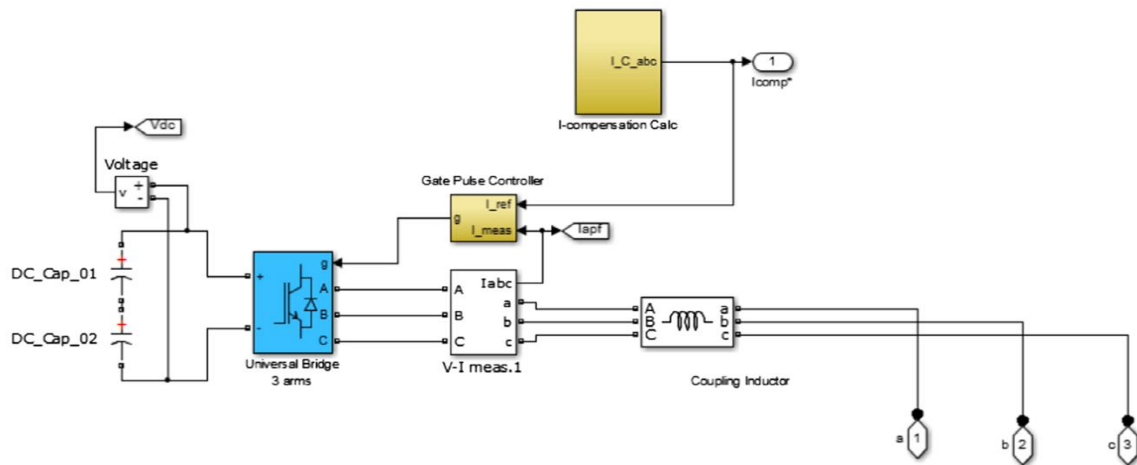 I_C_abc
1
Icomp*
I-compensation Calc
Vdc
Voltage
v
+
-
Gate Pulse Controller
I_ref
g
I_meas
Iapf
DC_Cap_01
+
DC_Cap_02
+
g
+
A
B
-
C
Universal Bridge
3 arms
Iabc
A
a
B
b
C
c
V-I meas.1
A
a
B
b
C
c
Coupling Inductor
a
1
b
2
c
3